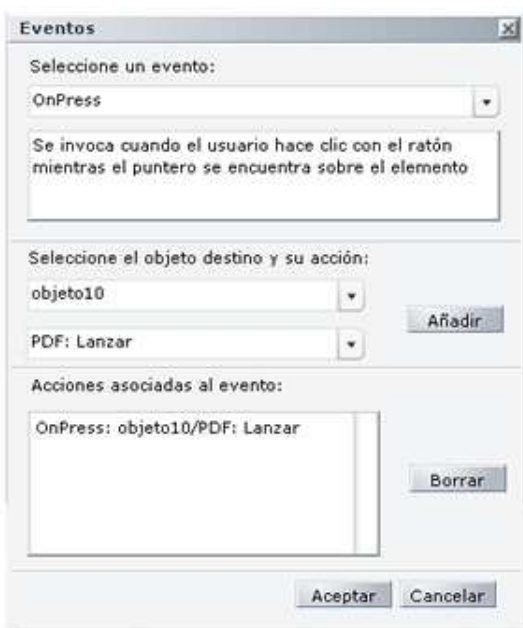 Eventos
Seleccione un evento:
OnPress
Se invoca cuando el usuario hace clic con el ratón
mientras el puntero se encuentra sobre el elemento
Seleccione el objeto destino y su acción:
objeto10
Añadir
PDF: Lanzar
Acciones asociadas al evento:
OnPress: objeto10/PDF: Lanzar
Borrar
Aceptar Cancelar